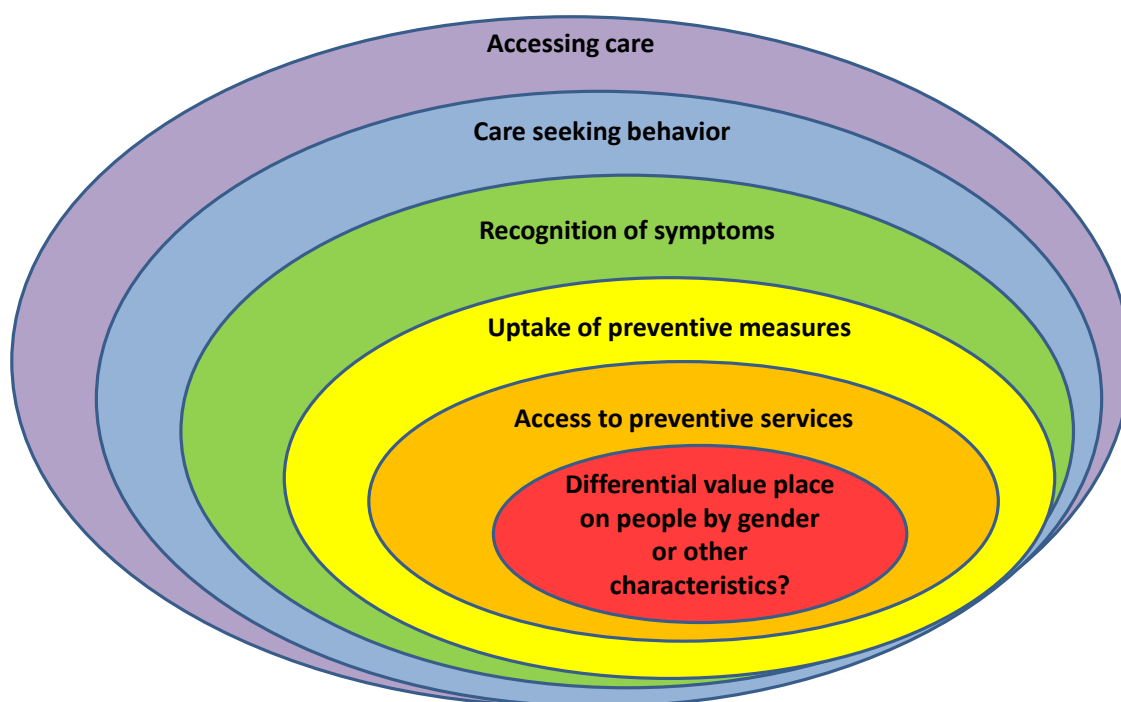 Accessing care
Care seeking behavior
Recognition of symptoms
Uptake of preventive measures
Access to preventive services
Differential value place
on people by gender
or other
characteristics?